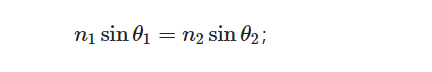 n₁ sin θ₁ = n₂ sin θ₂;